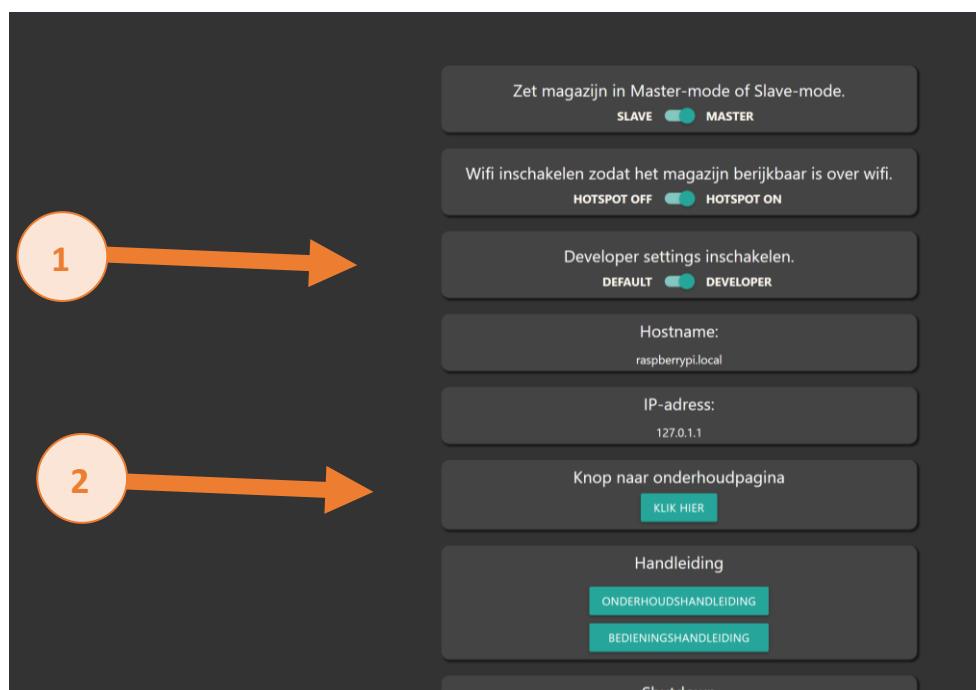 Zet magazijn in Master-mode of Slave-mode.
SLAVE MASTER
Wifi inschakelen zodat het magazijn berijkbaar is over wifi.
HOTSPOT OFF HOTSPOT ON
1
Developer settings inschakelen.
DEFAULT DEVELOPER
Hostname:
raspberrypi.local
IP-adress:
127.0.1.1
2
Knop naar onderhoudpagina
KLIK HIER
Handleiding
ONDERHOUDSHANDLEIDING
BEDIENINGSHANDLEIDING